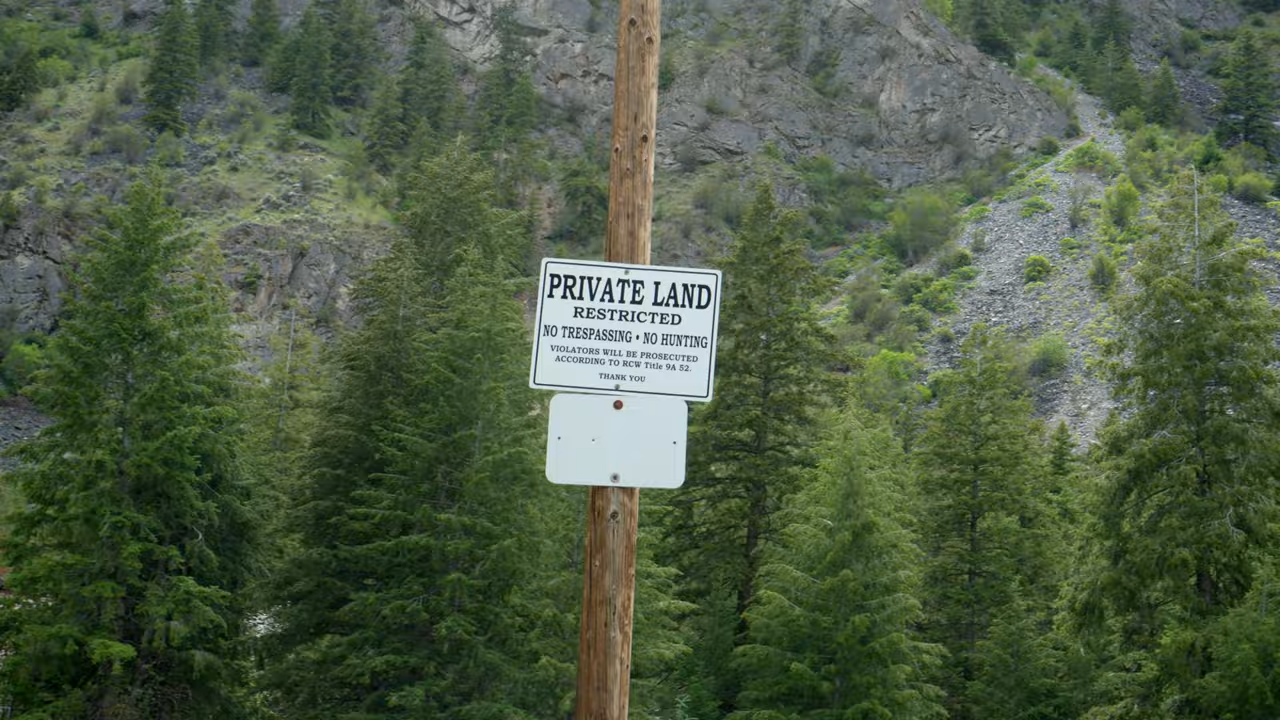 PRIVATE LAND
RESTRICTED
NO TRESPASSING • NO HUNTING
VIOLATORS WILL BE PROSECUTED
ACCORDING TO RCW Title 9A 52.
THANK YOU